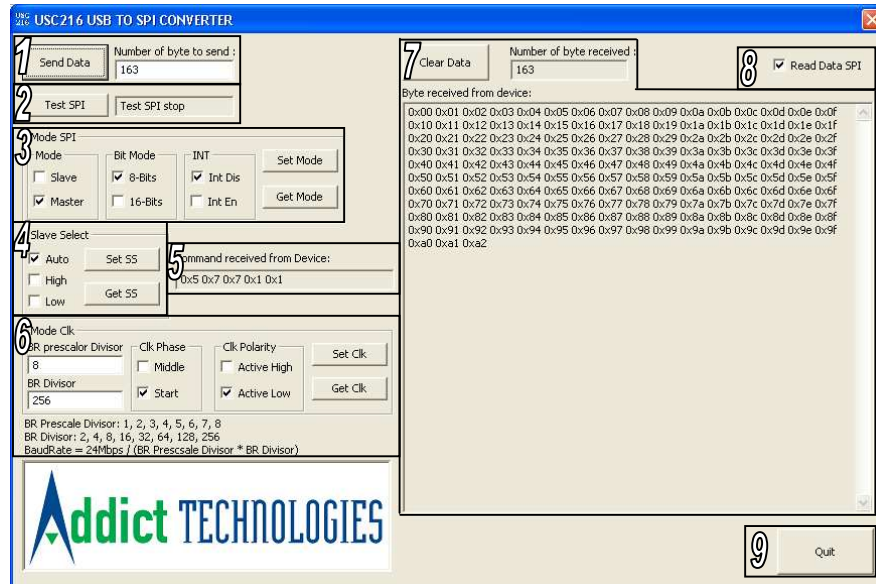 USC216 USB TO SPI CONVERTER
1
Send Data
Number of byte to send :
163
2
Test SPI
Test SPI stop
3
Mode SPI
Mode
Slave
Master
Bit Mode
8-Bits
16-Bits
INT
Int Dis
Int En
Set Mode
Get Mode
4
Slave Select
Auto
High
Low
Set SS
Get SS
5
ommand received from Device:
0x5 0x7 0x7 0x1 0x1
6
Mode Clk
BR prescalor Divisor
8
BR Divisor
256
Clk Phase
Middle
Start
Clk Polarity
Active High
Active Low
Set Clk
Get Clk
BR Prescale Divisor: 1, 2, 3, 4, 5, 6, 7, 8
BR Divisor: 2, 4, 8, 16, 32, 64, 128, 256
BaudRate = 24Mbps / (BR Prescsale Divisor * BR Divisor)
Addict TECHNOLOGIES
7
Clear Data
Number of byte received :
163
8
Read Data SPI
Byte received from device:
0x00 0x01 0x02 0x03 0x04 0x05 0x06 0x07 0x08 0x09 0x0a 0x0b 0x0c 0x0d 0x0e 0x0f
0x10 0x11 0x12 0x13 0x14 0x15 0x16 0x17 0x18 0x19 0x1a 0x1b 0x1c 0x1d 0x1e 0x1f
0x20 0x21 0x22 0x23 0x24 0x25 0x26 0x27 0x28 0x29 0x2a 0x2b 0x2c 0x2d 0x2e 0x2f
0x30 0x31 0x32 0x33 0x34 0x35 0x36 0x37 0x38 0x39 0x3a 0x3b 0x3c 0x3d 0x3e 0x3f
0x40 0x41 0x42 0x43 0x44 0x45 0x46 0x47 0x48 0x49 0x4a 0x4b 0x4c 0x4d 0x4e 0x4f
0x50 0x51 0x52 0x53 0x54 0x55 0x56 0x57 0x58 0x59 0x5a 0x5b 0x5c 0x5d 0x5e 0x5f
0x60 0x61 0x62 0x63 0x64 0x65 0x66 0x67 0x68 0x69 0x6a 0x6b 0x6c 0x6d 0x6e 0x6f
0x70 0x71 0x72 0x73 0x74 0x75 0x76 0x77 0x78 0x79 0x7a 0x7b 0x7c 0x7d 0x7e 0x7f
0x80 0x81 0x82 0x83 0x84 0x85 0x86 0x87 0x88 0x89 0x8a 0x8b 0x8c 0x8d 0x8e 0x8f
0x90 0x91 0x92 0x93 0x94 0x95 0x96 0x97 0x98 0x99 0x9a 0x9b 0x9c 0x9d 0x9e 0x9f
0xa0 0xa1 0xa2
9
Quit